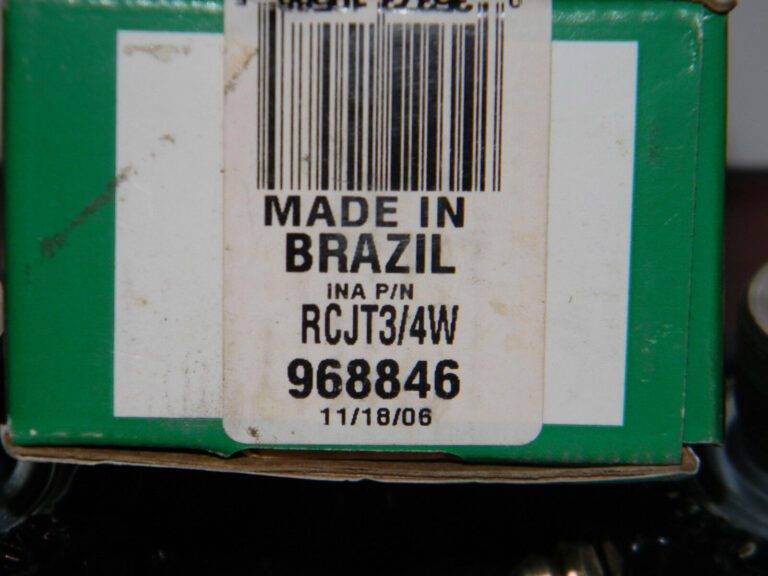 MADE IN
BRAZIL
INA P/N
RCJT3/4W
968846
11/18/06